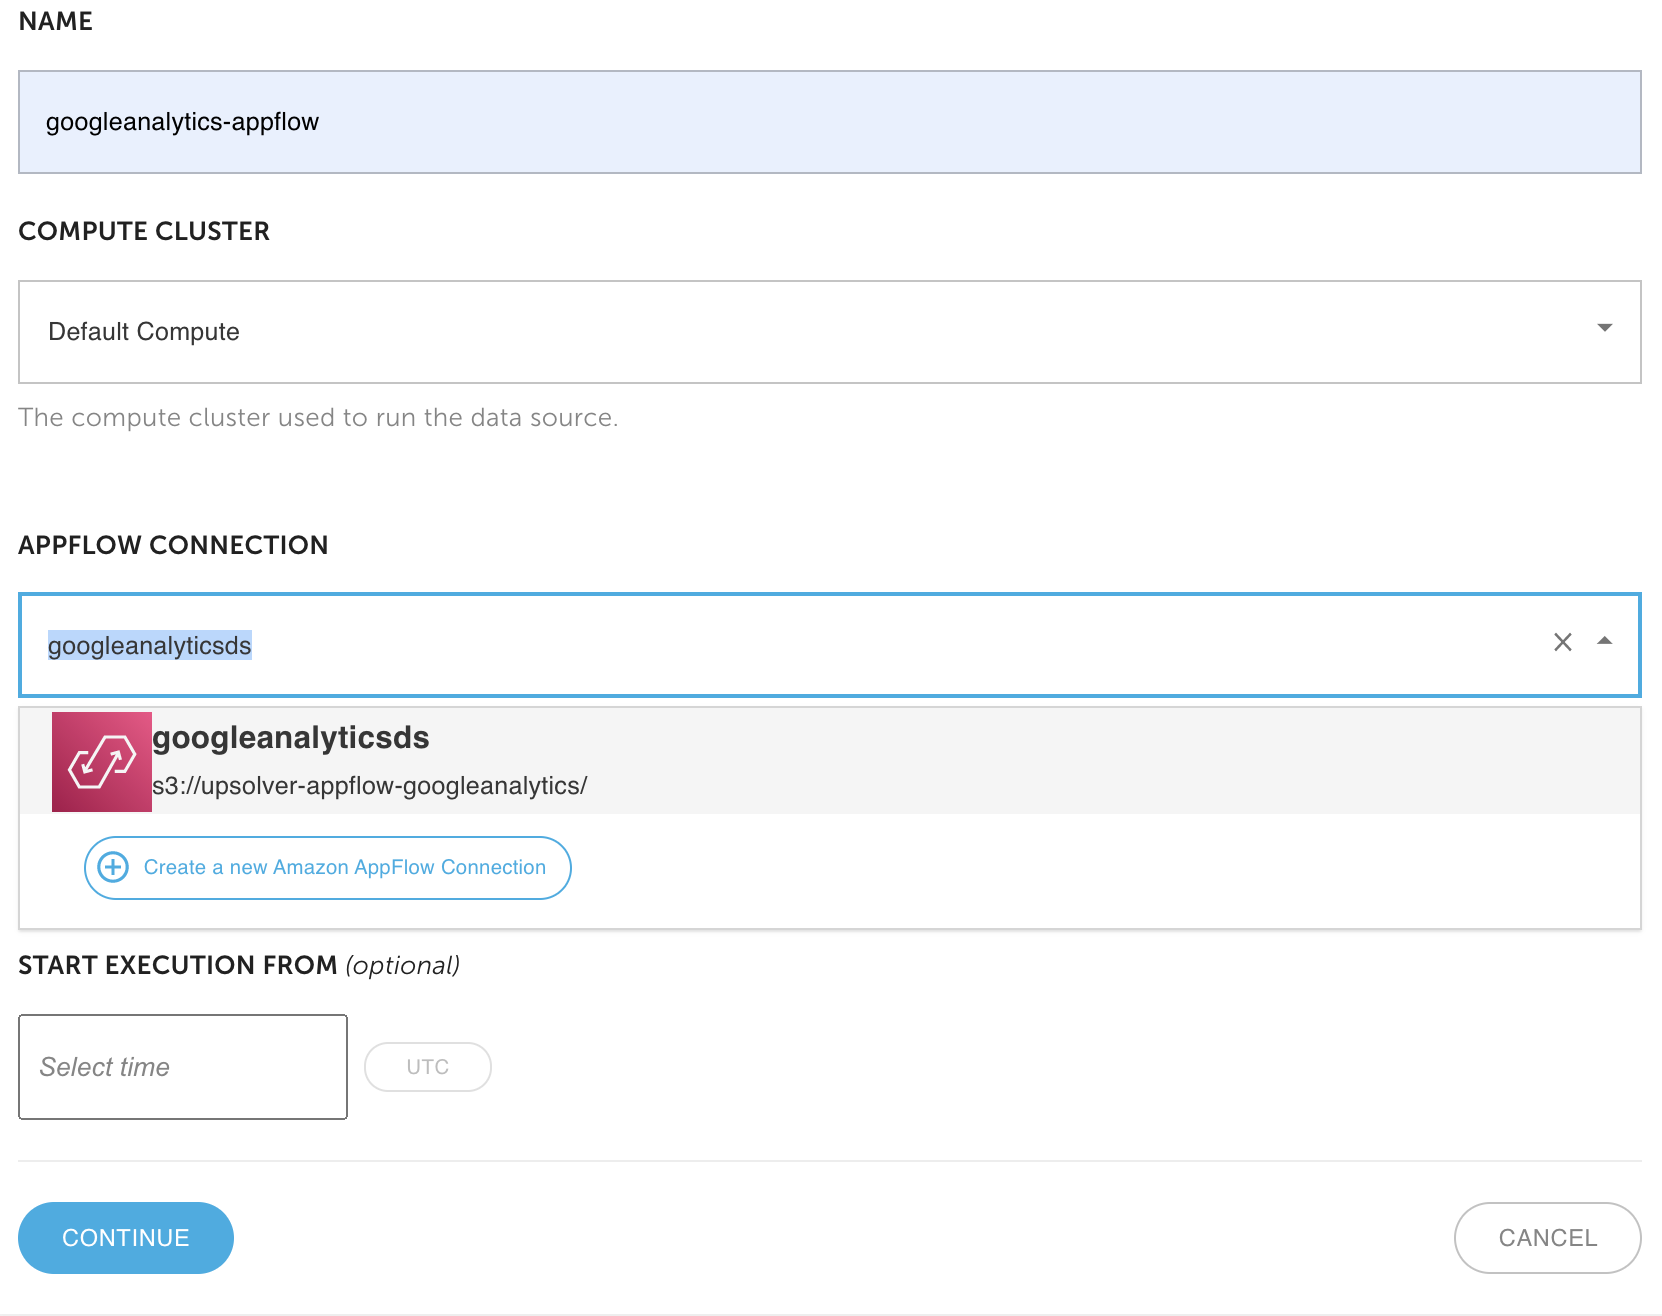 NAME
googleanalytics-appflow
COMPUTE CLUSTER
Default Compute
The compute cluster used to run the data source.
APPFLOW CONNECTION
googleanalyticsds
googleanalyticsds
s3://upsolver-appflow-googleanalytics/
Create a new Amazon AppFlow Connection
START EXECUTION FROM (optional)
Select time UTC
CONTINUE CANCEL